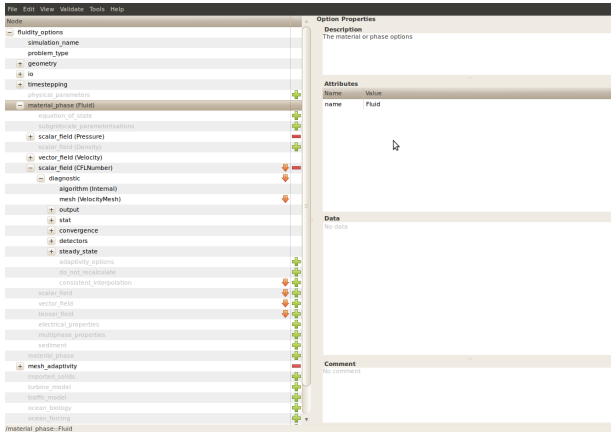 File Edit View Validate Tools Help
Node
fluidity_options
simulation_name
problem_type
geometry
io
timestepping
physical_parameters
material_phase (Fluid)
equation_of_state
subgridscale_parameterisations
scalar_field (Pressure)
scalar_field (Density)
vector_field (Velocity)
scalar_field (CFLNumber)
diagnostic
algorithm (Internal)
mesh (VelocityMesh)
output
stat
convergence
detectors
steady_state
adaptivity_options
do_not_recalculate
consistent_interpolation
scalar_field
vector_field
tensor_field
electrical_properties
multiphase_properties
sediment
material_phase
mesh_adaptivity
imported_solids
turbine_model
traffic_model
ocean_biology
ocean_forcing
/material_phase::Fluid
Option Properties
Description
The material or phase options
Attributes
Name Value
name Fluid
Data
No data
Comment
No comment